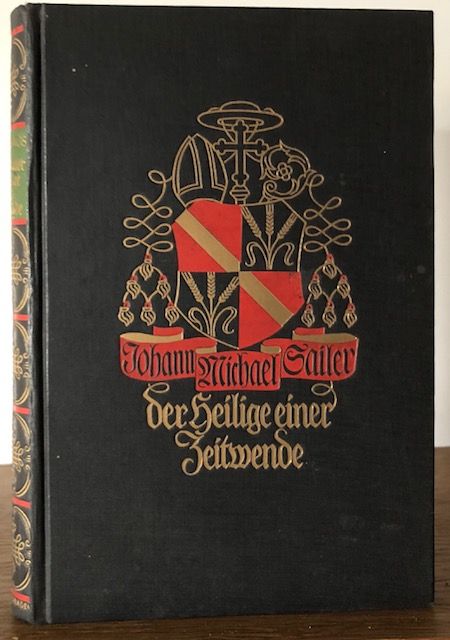 Johann Michael Sailer
der Heilige einer
Zeitwende